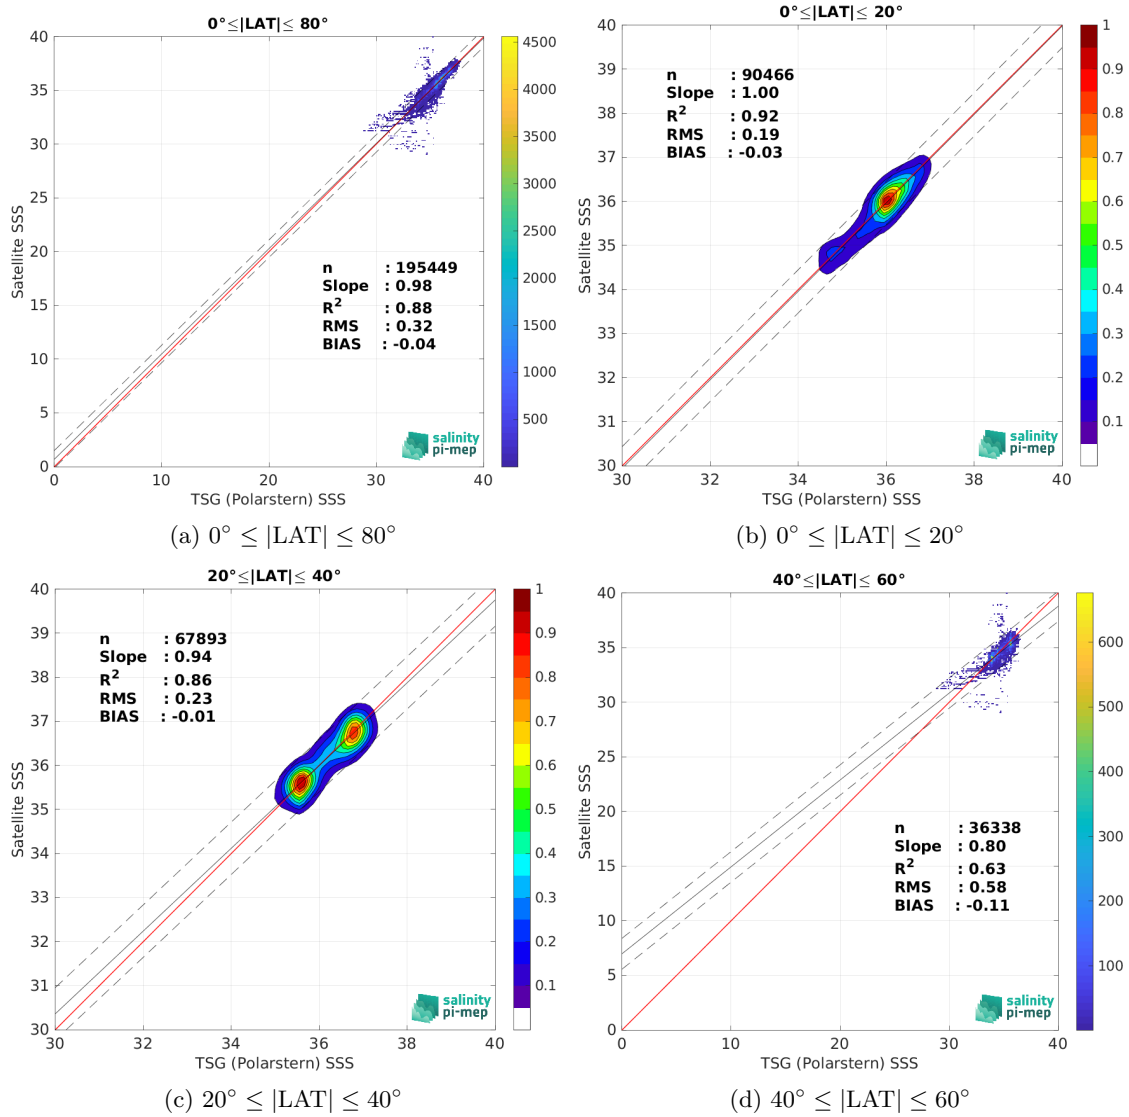 0°≤|LAT|≤ 80°
40
35
30
25
20
15
10
5
0
Satellite SSS
n : 195449
Slope : 0.98
R² : 0.88
RMS : 0.32
BIAS : -0.04
salinity
pi-mep
0 10 20 30 40
TSG (Polarstern) SSS
4500
4000
3500
3000
2500
2000
1500
1000
500
(a) 0° ≤ |LAT| ≤ 80°
0°≤|LAT|≤ 20°
40
39
38
37
36
35
34
33
32
31
30
Satellite SSS
n : 90466
Slope : 1.00
R² : 0.92
RMS : 0.19
BIAS : -0.03
salinity
pi-mep
30 32 34 36 38 40
TSG (Polarstern) SSS
1
0.9
0.8
0.7
0.6
0.5
0.4
0.3
0.2
0.1
(b) 0° ≤ |LAT| ≤ 20°
20°≤|LAT|≤ 40°
40
39
38
37
36
35
34
33
32
31
30
Satellite SSS
n : 67893
Slope : 0.94
R² : 0.86
RMS : 0.23
BIAS : -0.01
salinity
pi-mep
30 32 34 36 38 40
TSG (Polarstern) SSS
1
0.9
0.8
0.7
0.6
0.5
0.4
0.3
0.2
0.1
(c) 20° ≤ |LAT| ≤ 40°
40°≤|LAT|≤ 60°
40
35
30
25
20
15
10
5
0
Satellite SSS
n : 36338
Slope : 0.80
R² : 0.63
RMS : 0.58
BIAS : -0.11
salinity
pi-mep
0 10 20 30 40
TSG (Polarstern) SSS
600
500
400
300
200
100
(d) 40° ≤ |LAT| ≤ 60°